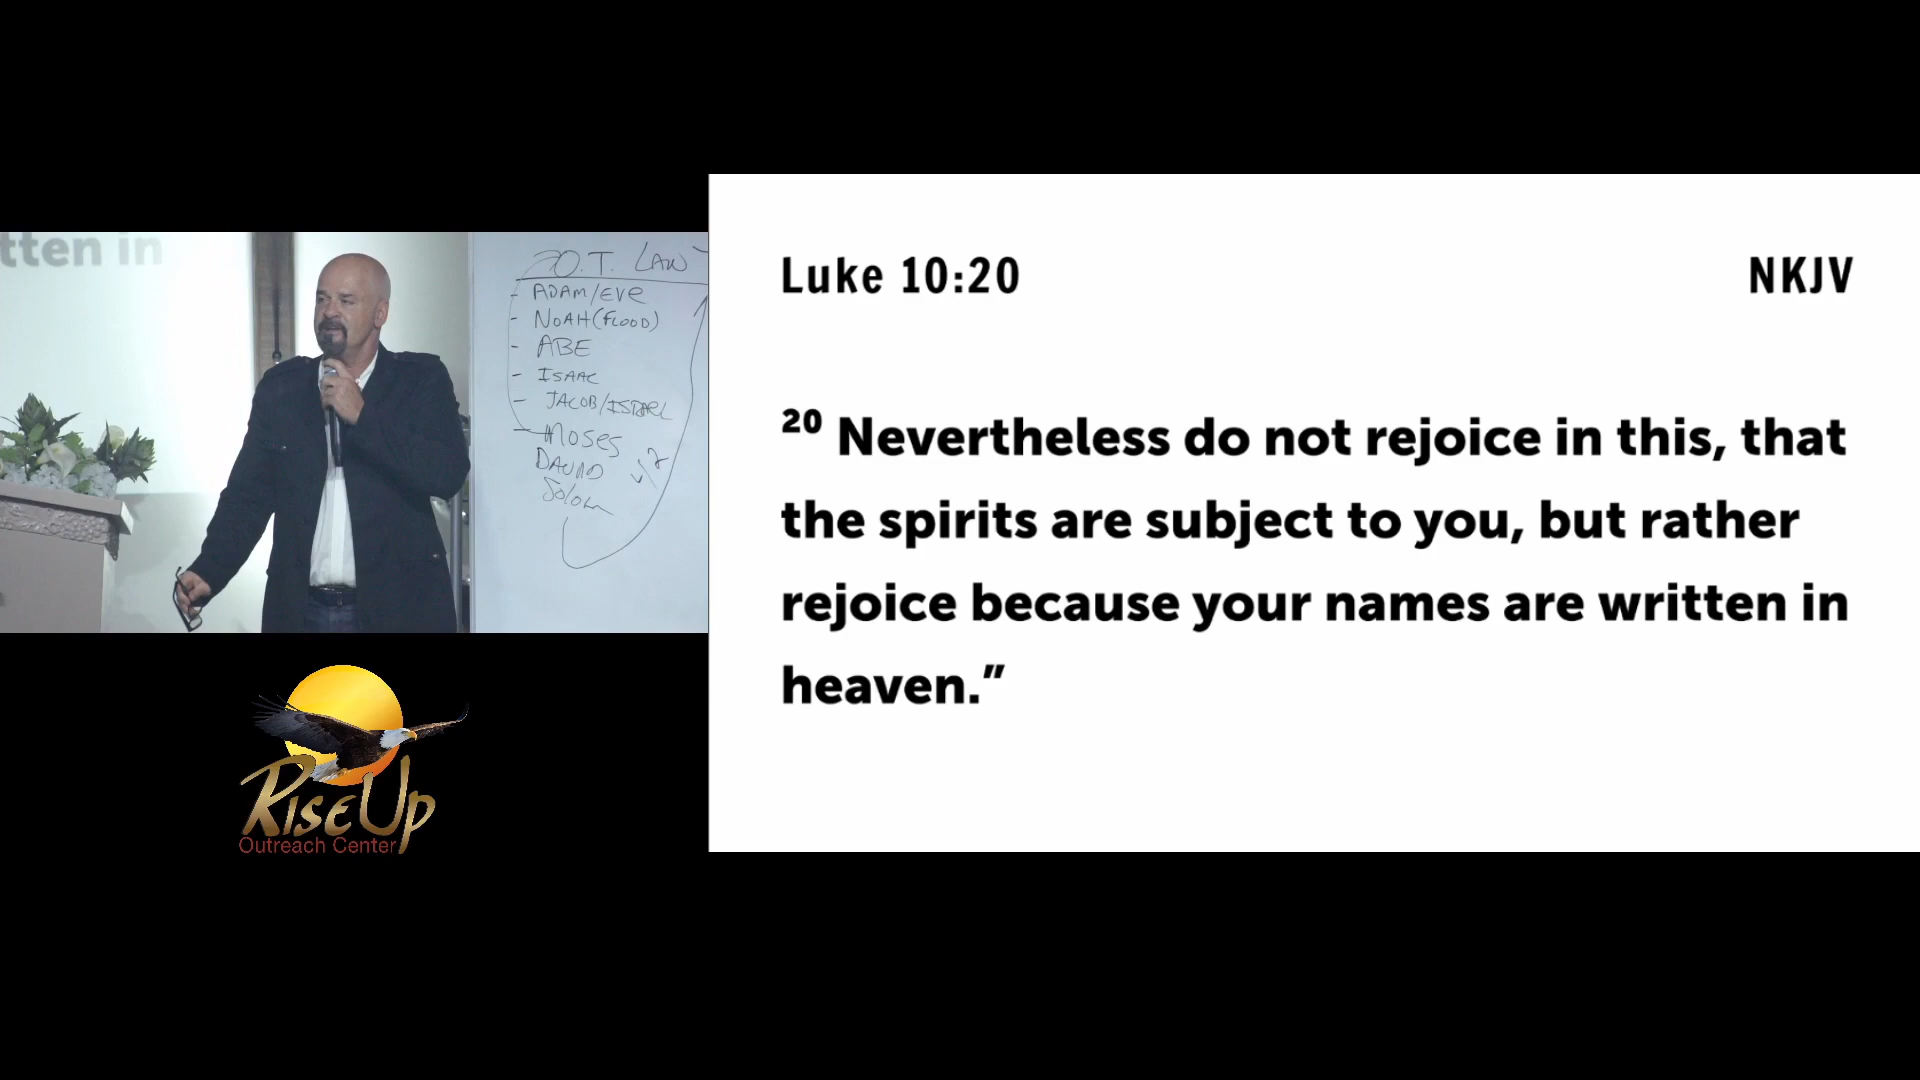 tten in
O.T. LAW
- ADAM/EVE
- NOAH (FLOOD)
- ABE
- ISAAC
- JACOB/ISRAEL
- MOSES
DAVID
Solom
RiseUp
Outreach Center
Luke 10:20 NKJV
20 Nevertheless do not rejoice in this, that
the spirits are subject to you, but rather
rejoice because your names are written in
heaven.”